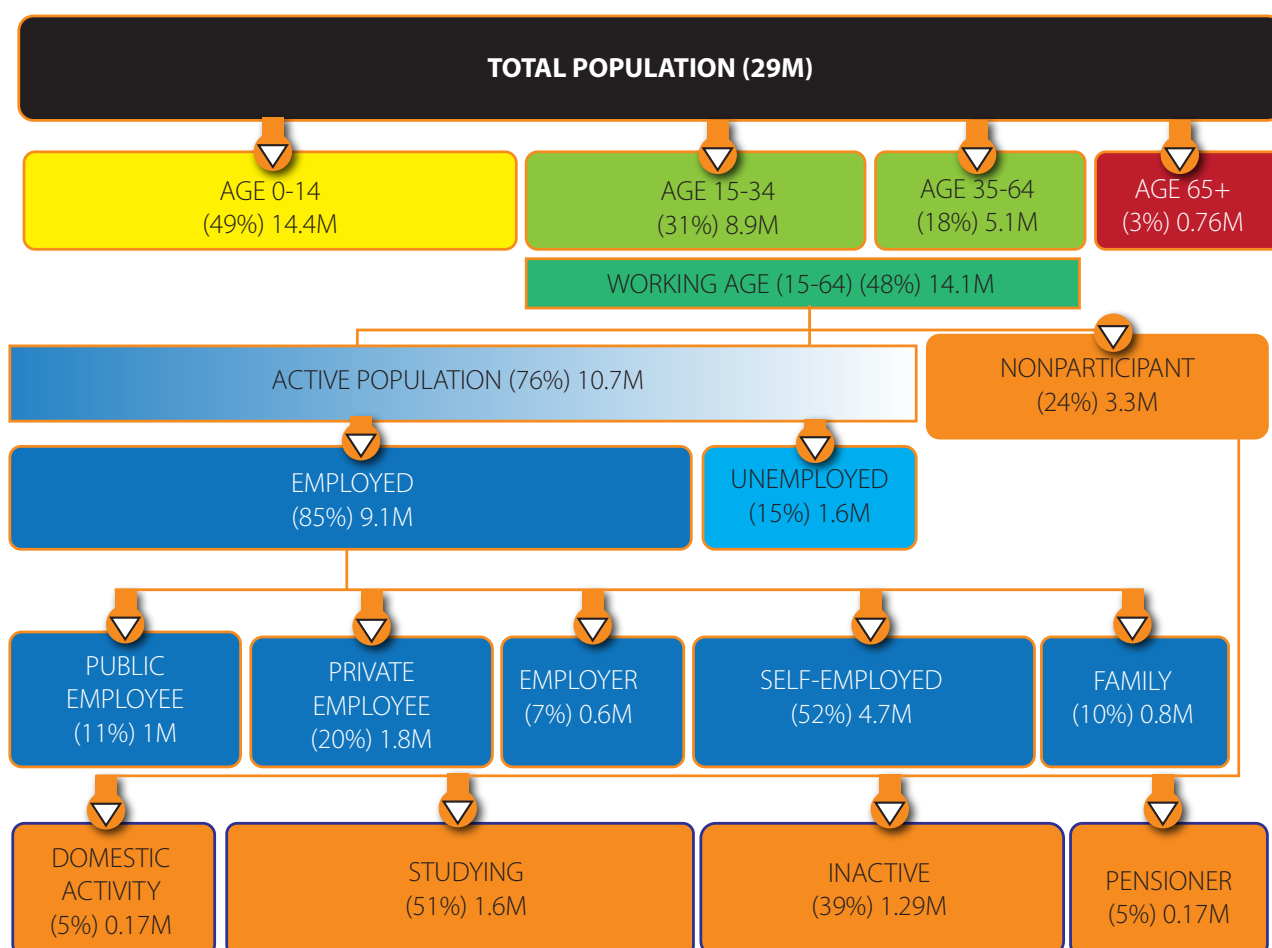 TOTAL POPULATION (29M)
AGE 0-14
(49%) 14.4M
AGE 15-34
(31%) 8.9M
AGE 35-64
(18%) 5.1M
AGE 65+
(3%) 0.76M
WORKING AGE (15-64) (48%) 14.1M
ACTIVE POPULATION (76%) 10.7M
NONPARTICIPANT
(24%) 3.3M
EMPLOYED
(85%) 9.1M
UNEMPLOYED
(15%) 1.6M
PUBLIC
EMPLOYEE
(11%) 1M
PRIVATE
EMPLOYEE
(20%) 1.8M
EMPLOYER
(7%) 0.6M
SELF-EMPLOYED
(52%) 4.7M
FAMILY
(10%) 0.8M
DOMESTIC
ACTIVITY
(5%) 0.17M
STUDYING
(51%) 1.6M
INACTIVE
(39%) 1.29M
PENSIONER
(5%) 0.17M